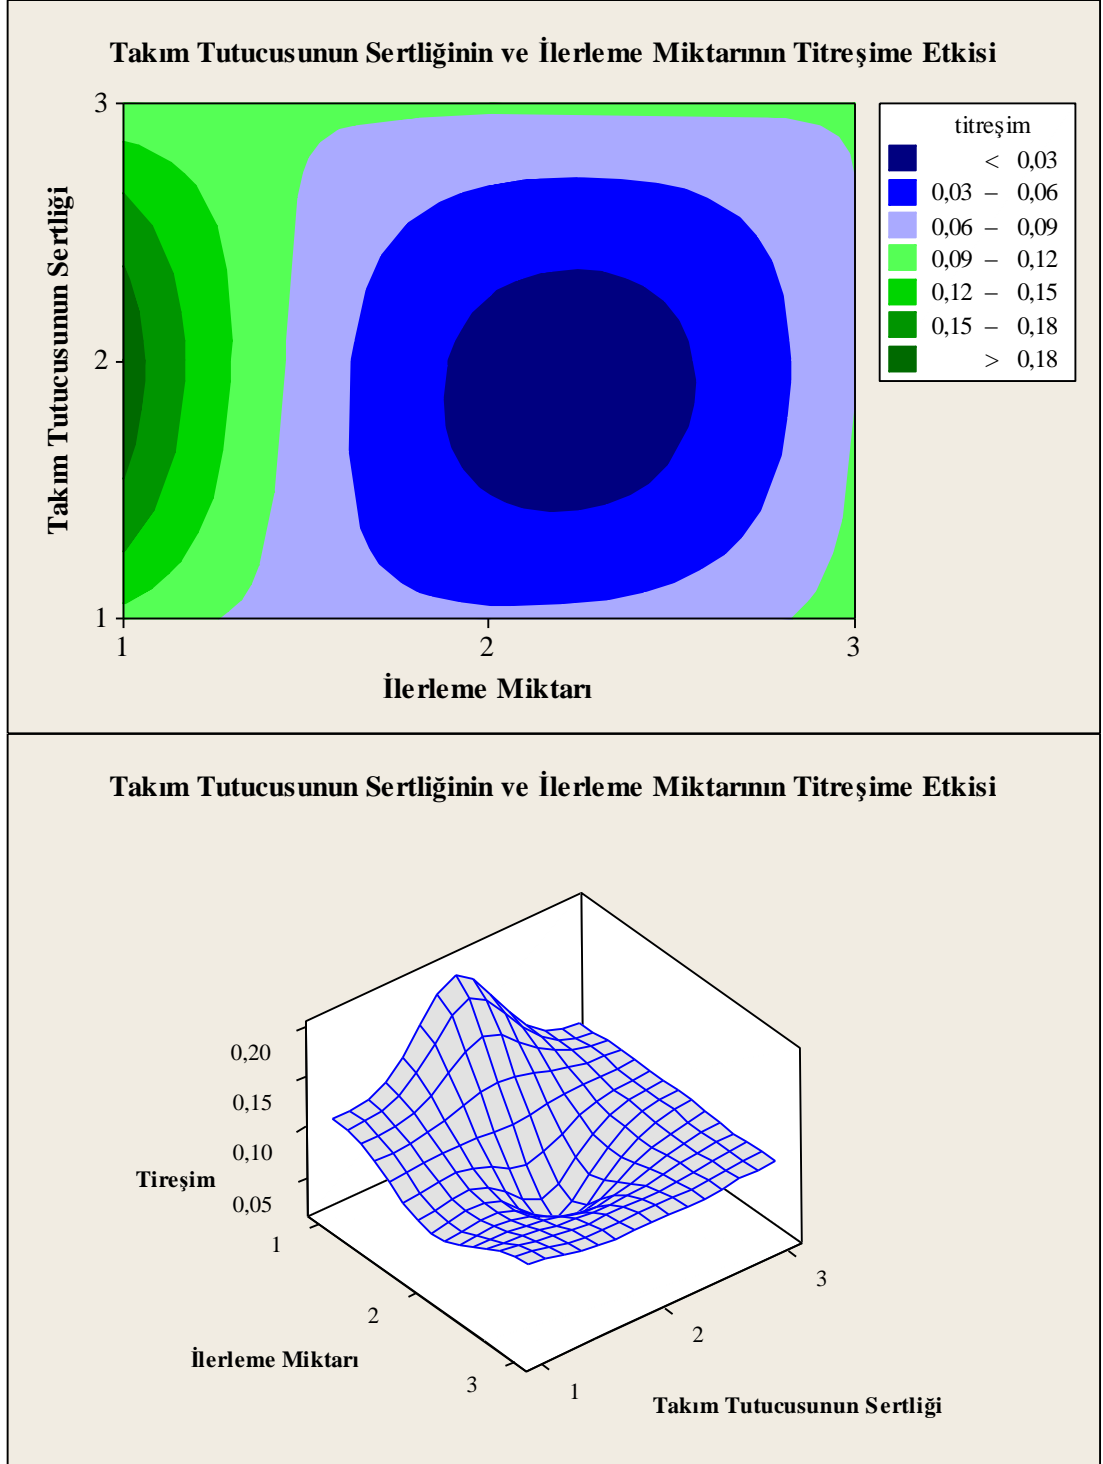 Takım Tutucusunun Sertliğinin ve İlerleme Miktarının Titreşime Etkisi
3
2
1
Takım Tutucusunun Sertliği
1
2
3
İlerleme Miktarı
titreşim
< 0,03
0,03 – 0,06
0,06 – 0,09
0,09 – 0,12
0,12 – 0,15
0,15 – 0,18
> 0,18
Takım Tutucusunun Sertliğinin ve İlerleme Miktarının Titreşime Etkisi
0,20
0,15
0,10
Tireşim
0,05
1
2
3
İlerleme Miktarı
3
2
1
Takım Tutucusunun Sertliği